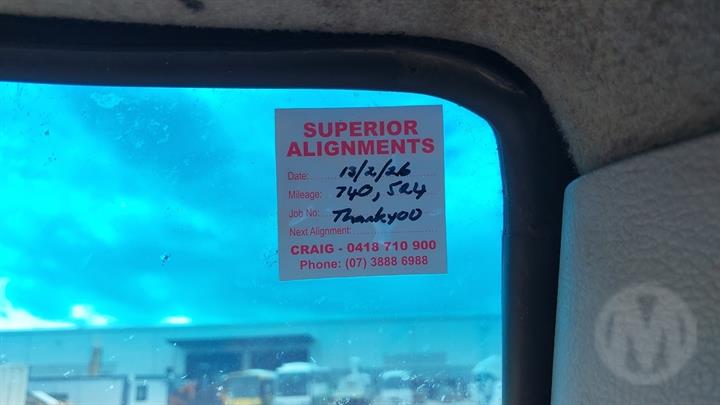 SUPERIOR
ALIGNMENTS
Date: 13/2/26
Mileage: 740,524
Job No: Thankyou
Next Alignment:
CRAIG - 0418 710 900
Phone: (07) 3888 6988
M